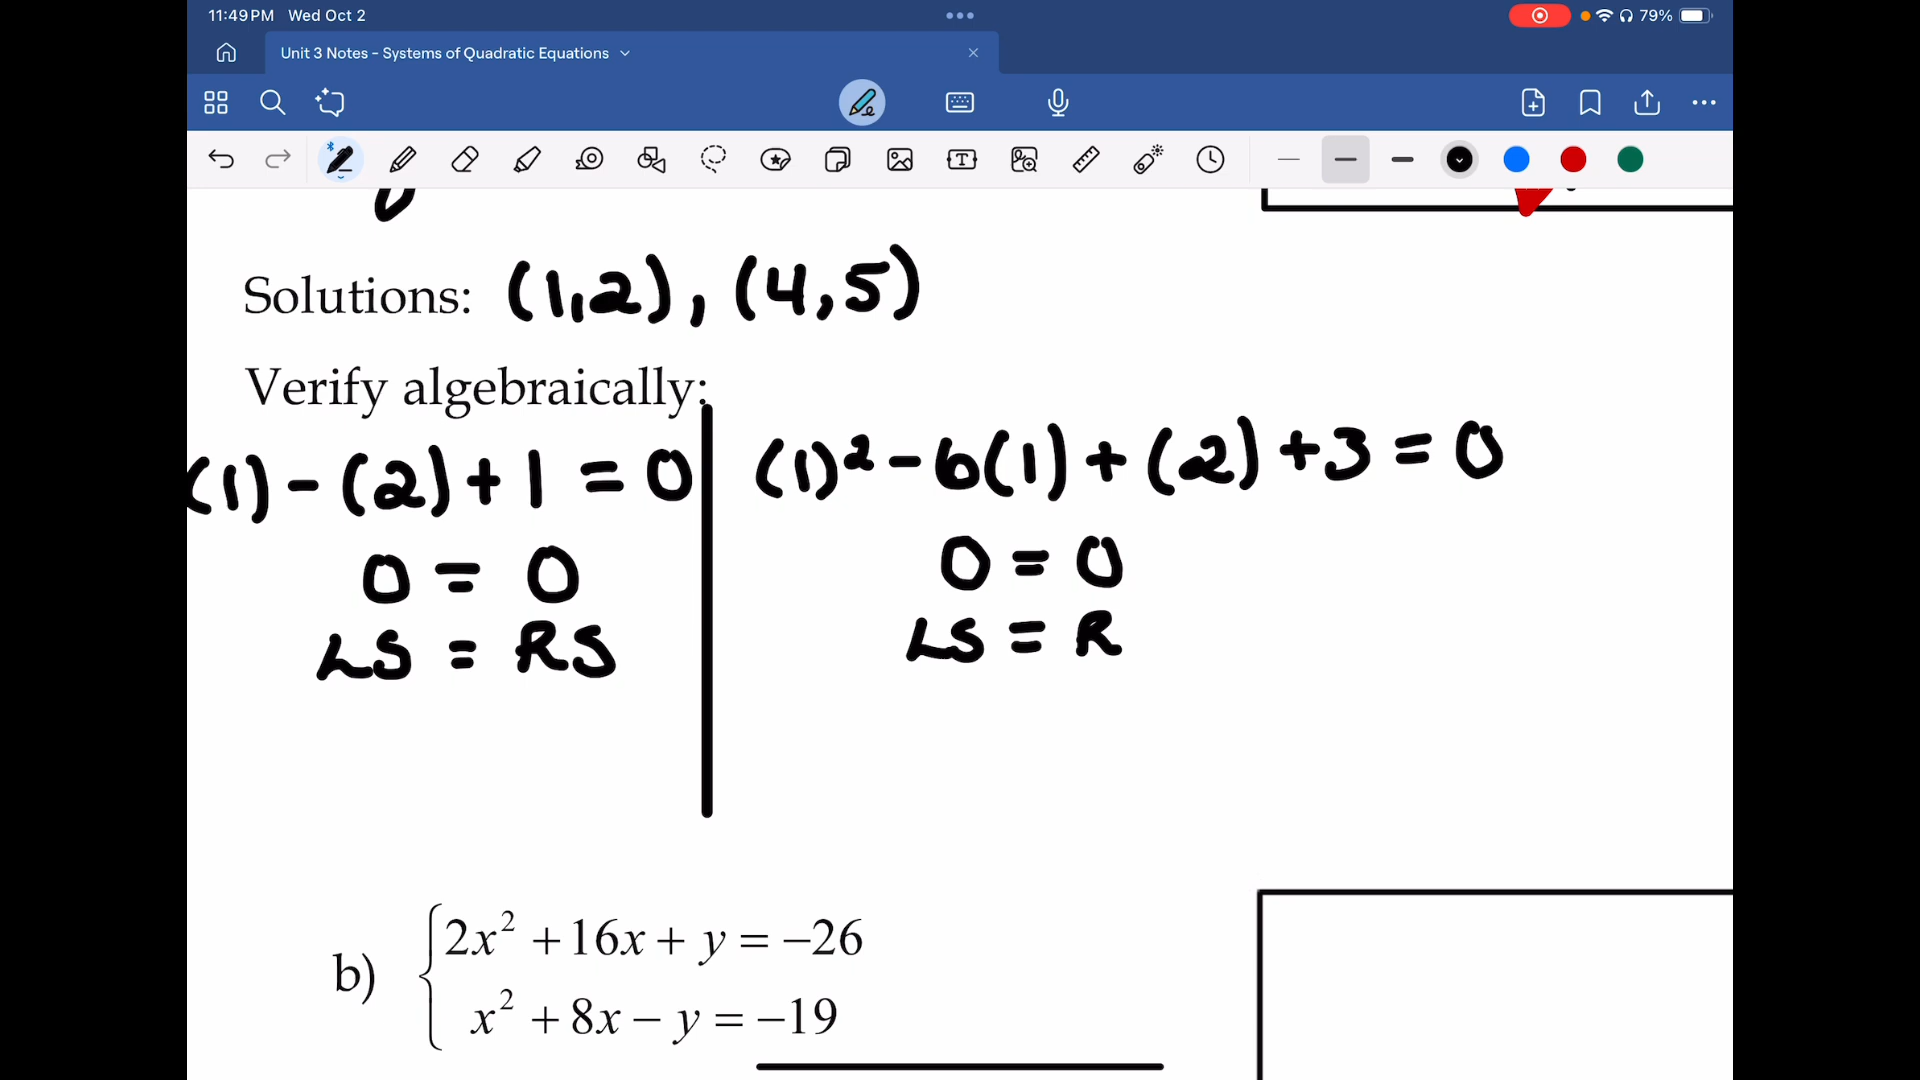 11:49 PM Wed Oct 2
79%
Unit 3 Notes - Systems of Quadratic Equations
Solutions: (1,2), (4,5)
Verify algebraically:
(1) - (2) + 1 = 0
0 = 0
LS = RS
(1)² - 6(1) + (2) + 3 = 0
0 = 0
LS = R
b) 2x² + 16x + y = −26
x² + 8x − y = −19